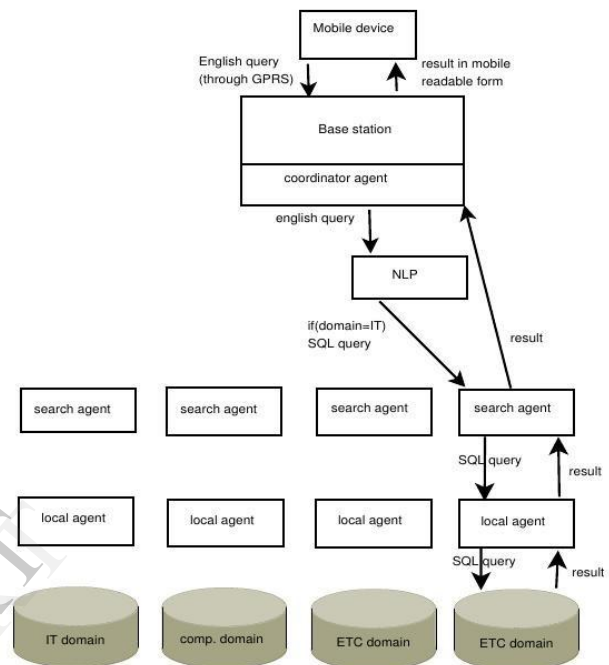 Mobile device
English query
(through GPRS)
result in mobile
readable form
Base station
coordinator agent
english query
NLP
if(domain=IT)
SQL query
result
search agent
search agent
search agent
search agent
SQL query
result
local agent
local agent
local agent
local agent
SQL query
result
IT domain
comp. domain
ETC domain
ETC domain